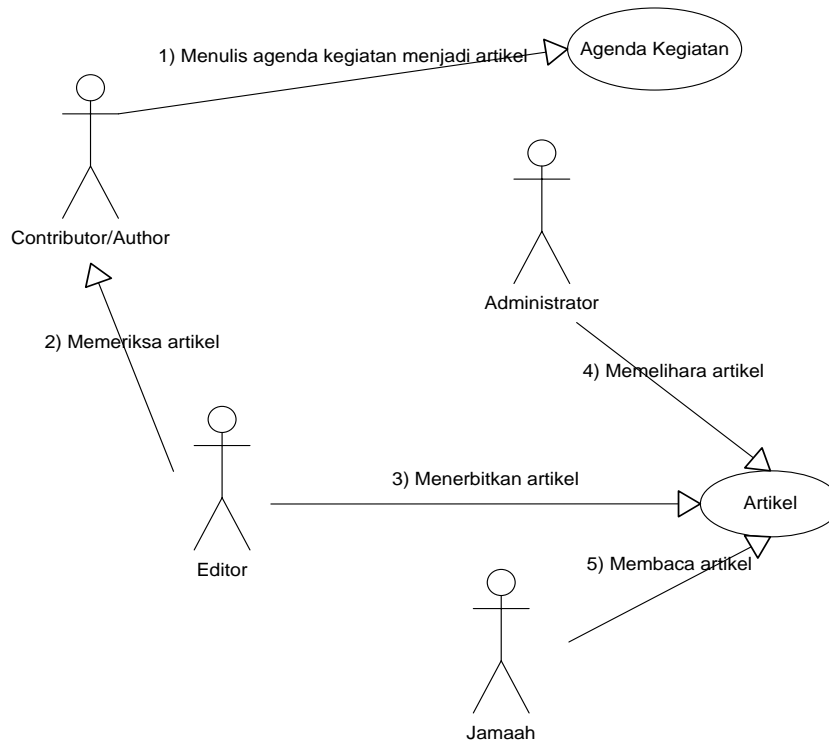 1) Menulis agenda kegiatan menjadi artikel
Agenda Kegiatan
Contributor/Author
Administrator
2) Memeriksa artikel
4) Memelihara artikel
3) Menerbitkan artikel
Artikel
Editor
5) Membaca artikel
Jamaah